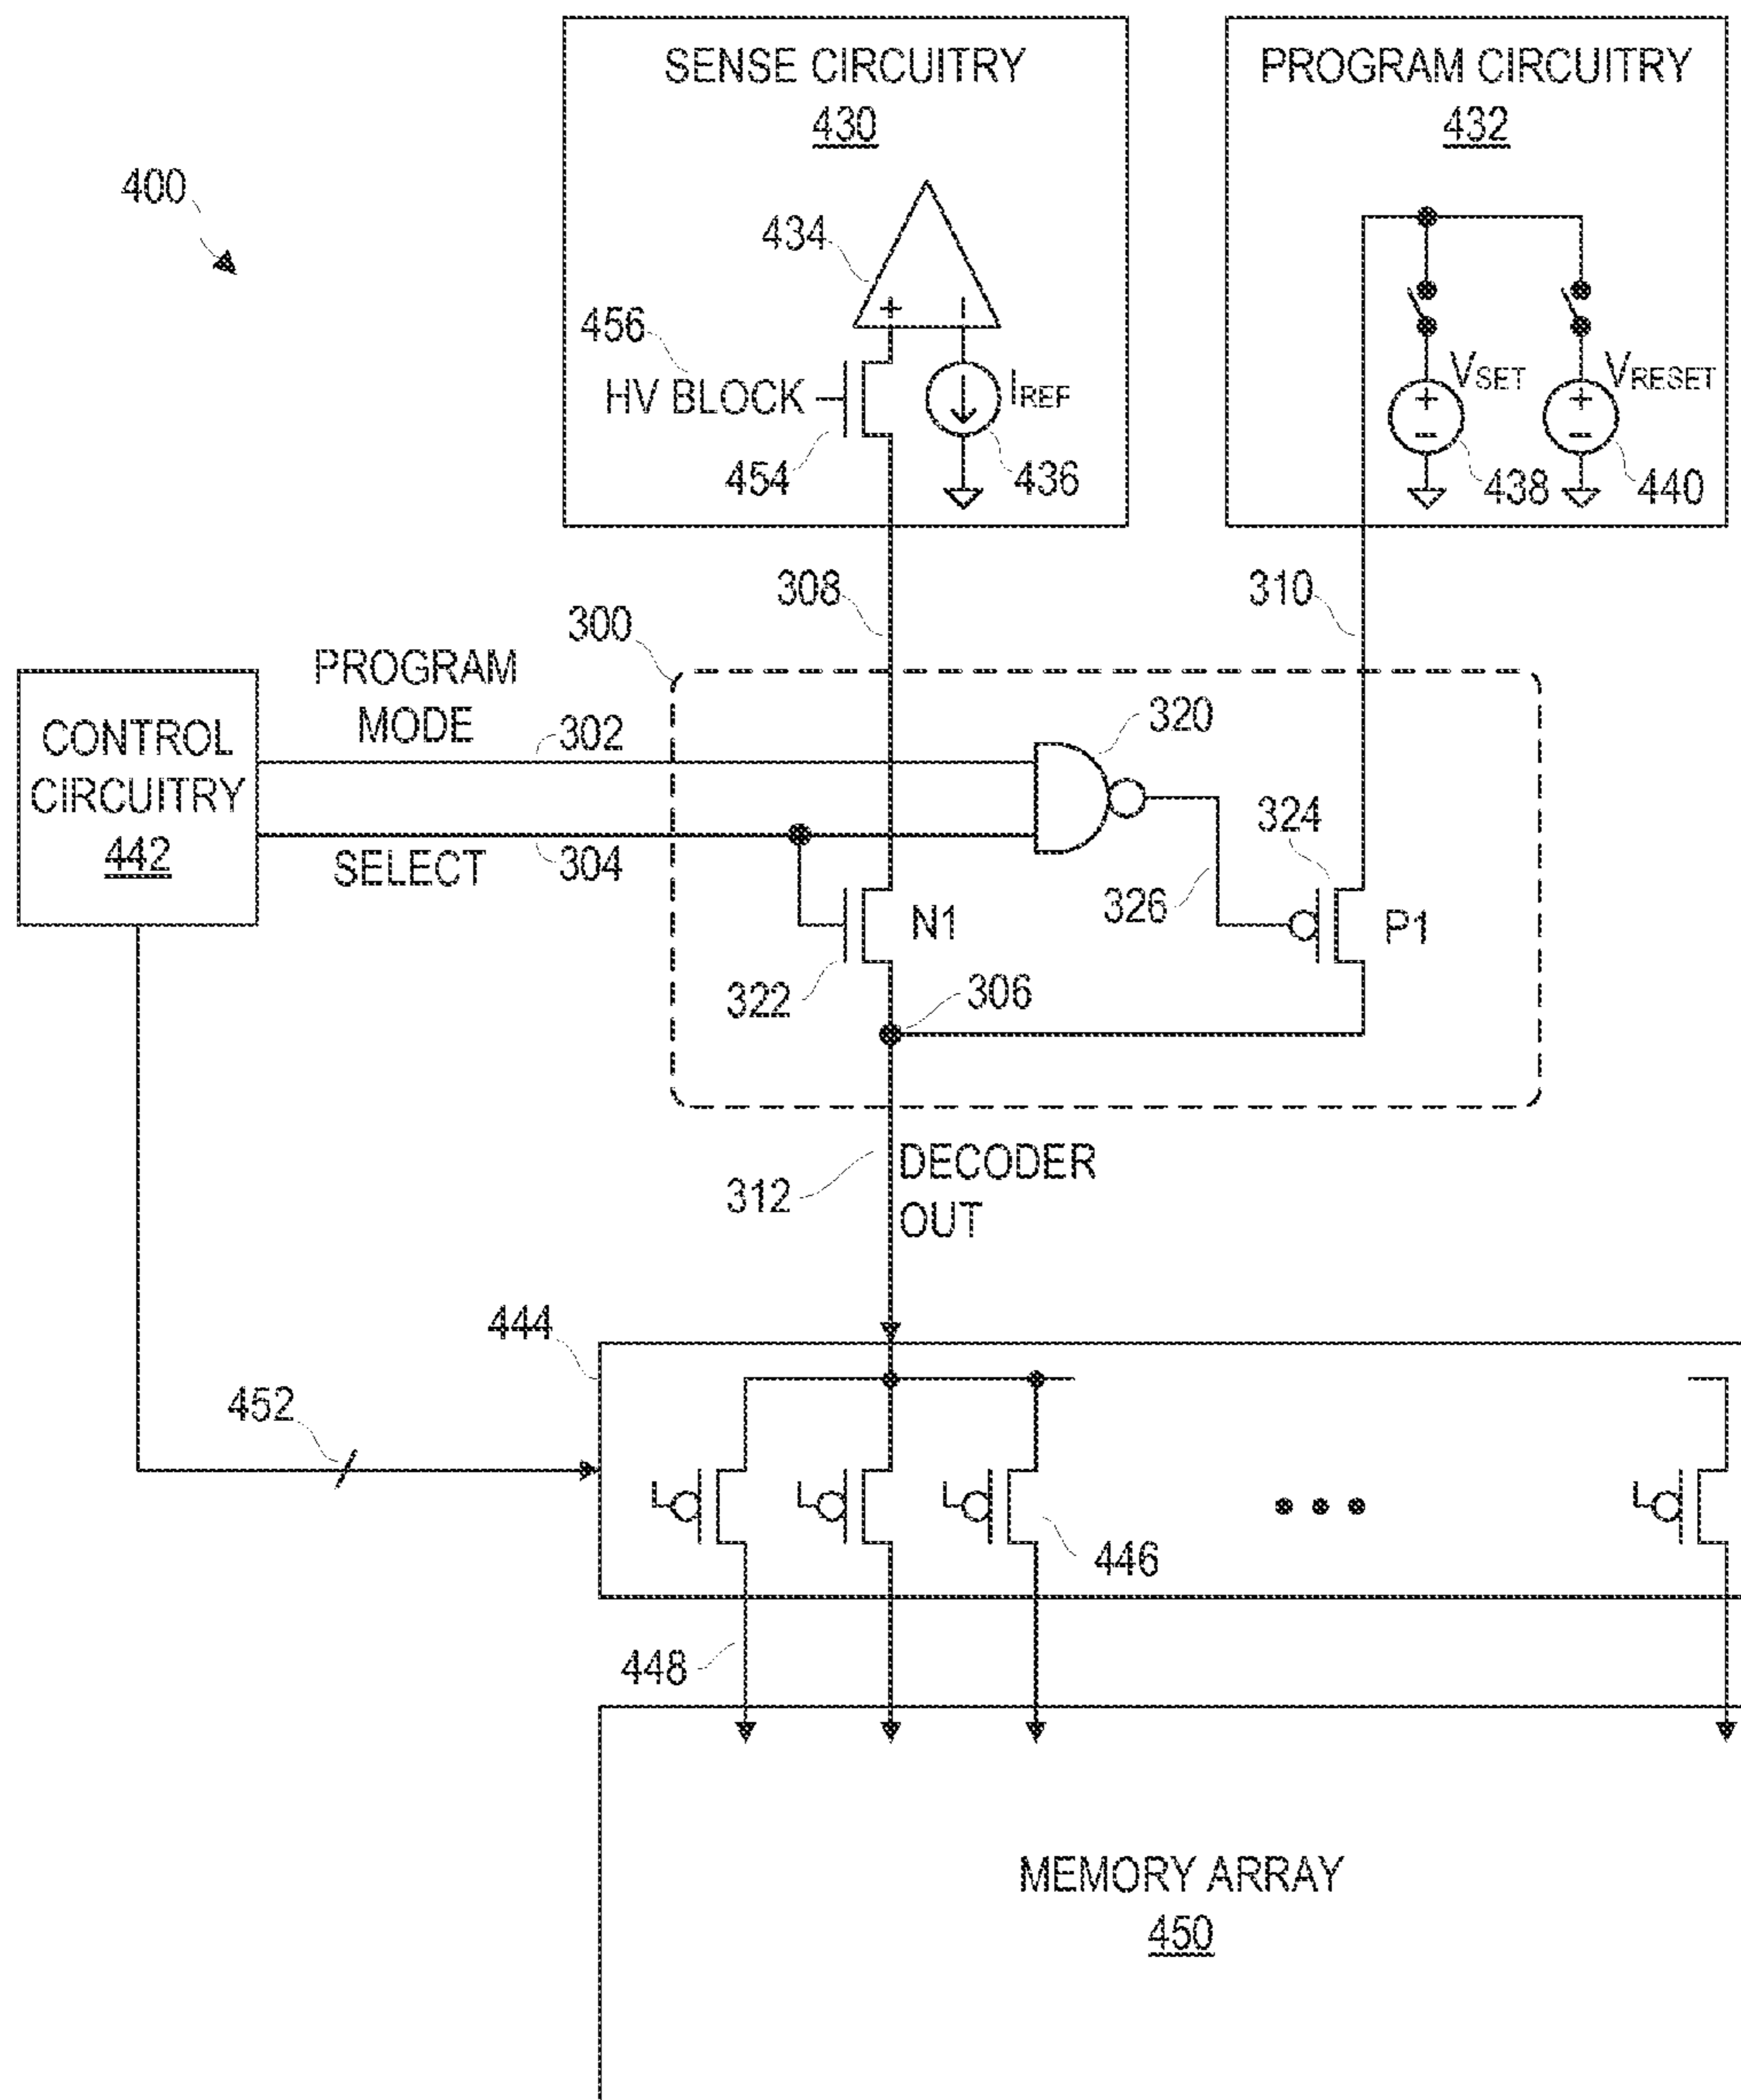 SENSE CIRCUITRY
430
PROGRAM CIRCUITRY
432
400
434
+
–
456
HV BLOCK
IREF
454
436
VSET
VRESET
+
–
+
–
438
440
308
310
300
PROGRAM
MODE
302
320
CONTROL
CIRCUITRY
442
SELECT
304
324
326
N1
P1
322
306
DECODER
OUT
312
444
452
446
448
MEMORY ARRAY
450